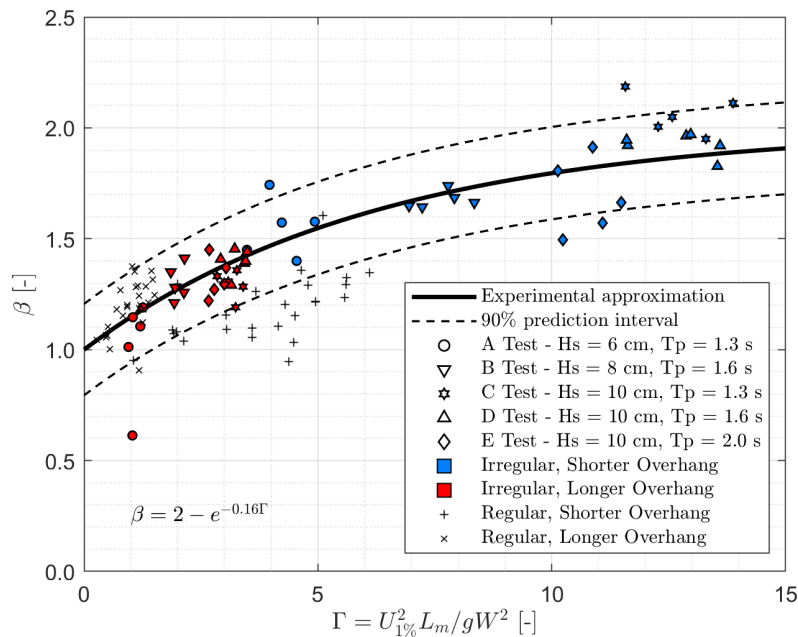 2.5
2.0
1.5
1.0
0.5
0.0
β [-]
0
5
10
15
Γ = U²₁% Lₘ/gW² [-]
β = 2 − e^{−0.16Γ}
Experimental approximation
90% prediction interval
A Test - Hs = 6 cm, Tp = 1.3 s
B Test - Hs = 8 cm, Tp = 1.6 s
C Test - Hs = 10 cm, Tp = 1.3 s
D Test - Hs = 10 cm, Tp = 1.6 s
E Test - Hs = 10 cm, Tp = 2.0 s
Irregular, Shorter Overhang
Irregular, Longer Overhang
Regular, Shorter Overhang
Regular, Longer Overhang